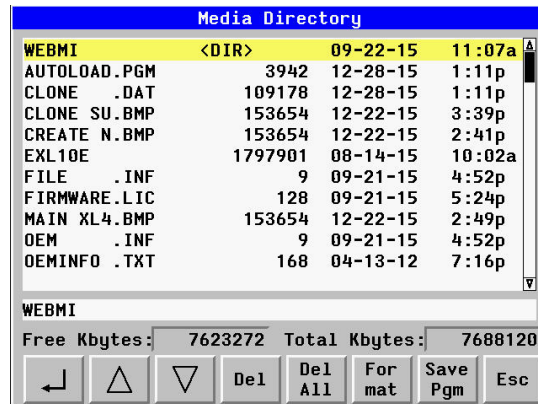 Media Directory
WEBMI <DIR> 09-22-15 11:07a
AUTOLOAD.PGM 3942 12-28-15 1:11p
CLONE .DAT 109178 12-28-15 1:11p
CLONE SU.BMP 153654 12-22-15 3:39p
CREATE N.BMP 153654 12-22-15 2:41p
EXL10E 1797901 08-14-15 10:02a
FILE .INF 9 09-21-15 4:52p
FIRMWARE.LIC 128 09-21-15 5:24p
MAIN XL4.BMP 153654 12-22-15 2:49p
OEM .INF 9 09-21-15 4:52p
OEMINFO .TXT 168 04-13-12 7:16p
WEBMI
Free Kbytes: 7623272 Total Kbytes: 7688120
Del Del All For mat Save Pgm Esc